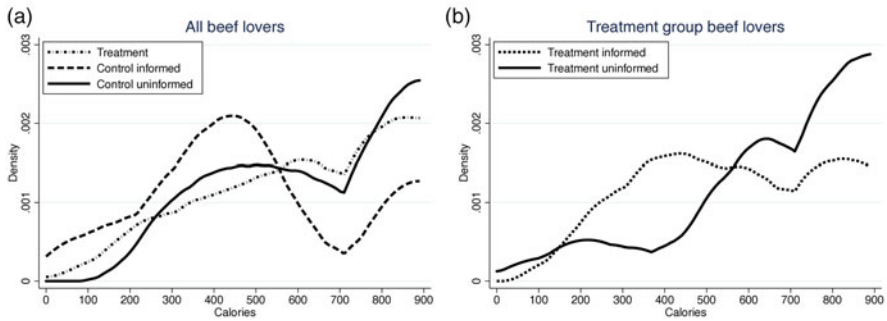 (a)
All beef lovers
Treatment
Control informed
Control uninformed
.003
.002
.001
0
Density
0 100 200 300 400 500 600 700 800 900
Calories
(b)
Treatment group beef lovers
Treatment informed
Treatment uninformed
.003
.002
.001
0
Density
0 100 200 300 400 500 600 700 800 900
Calories